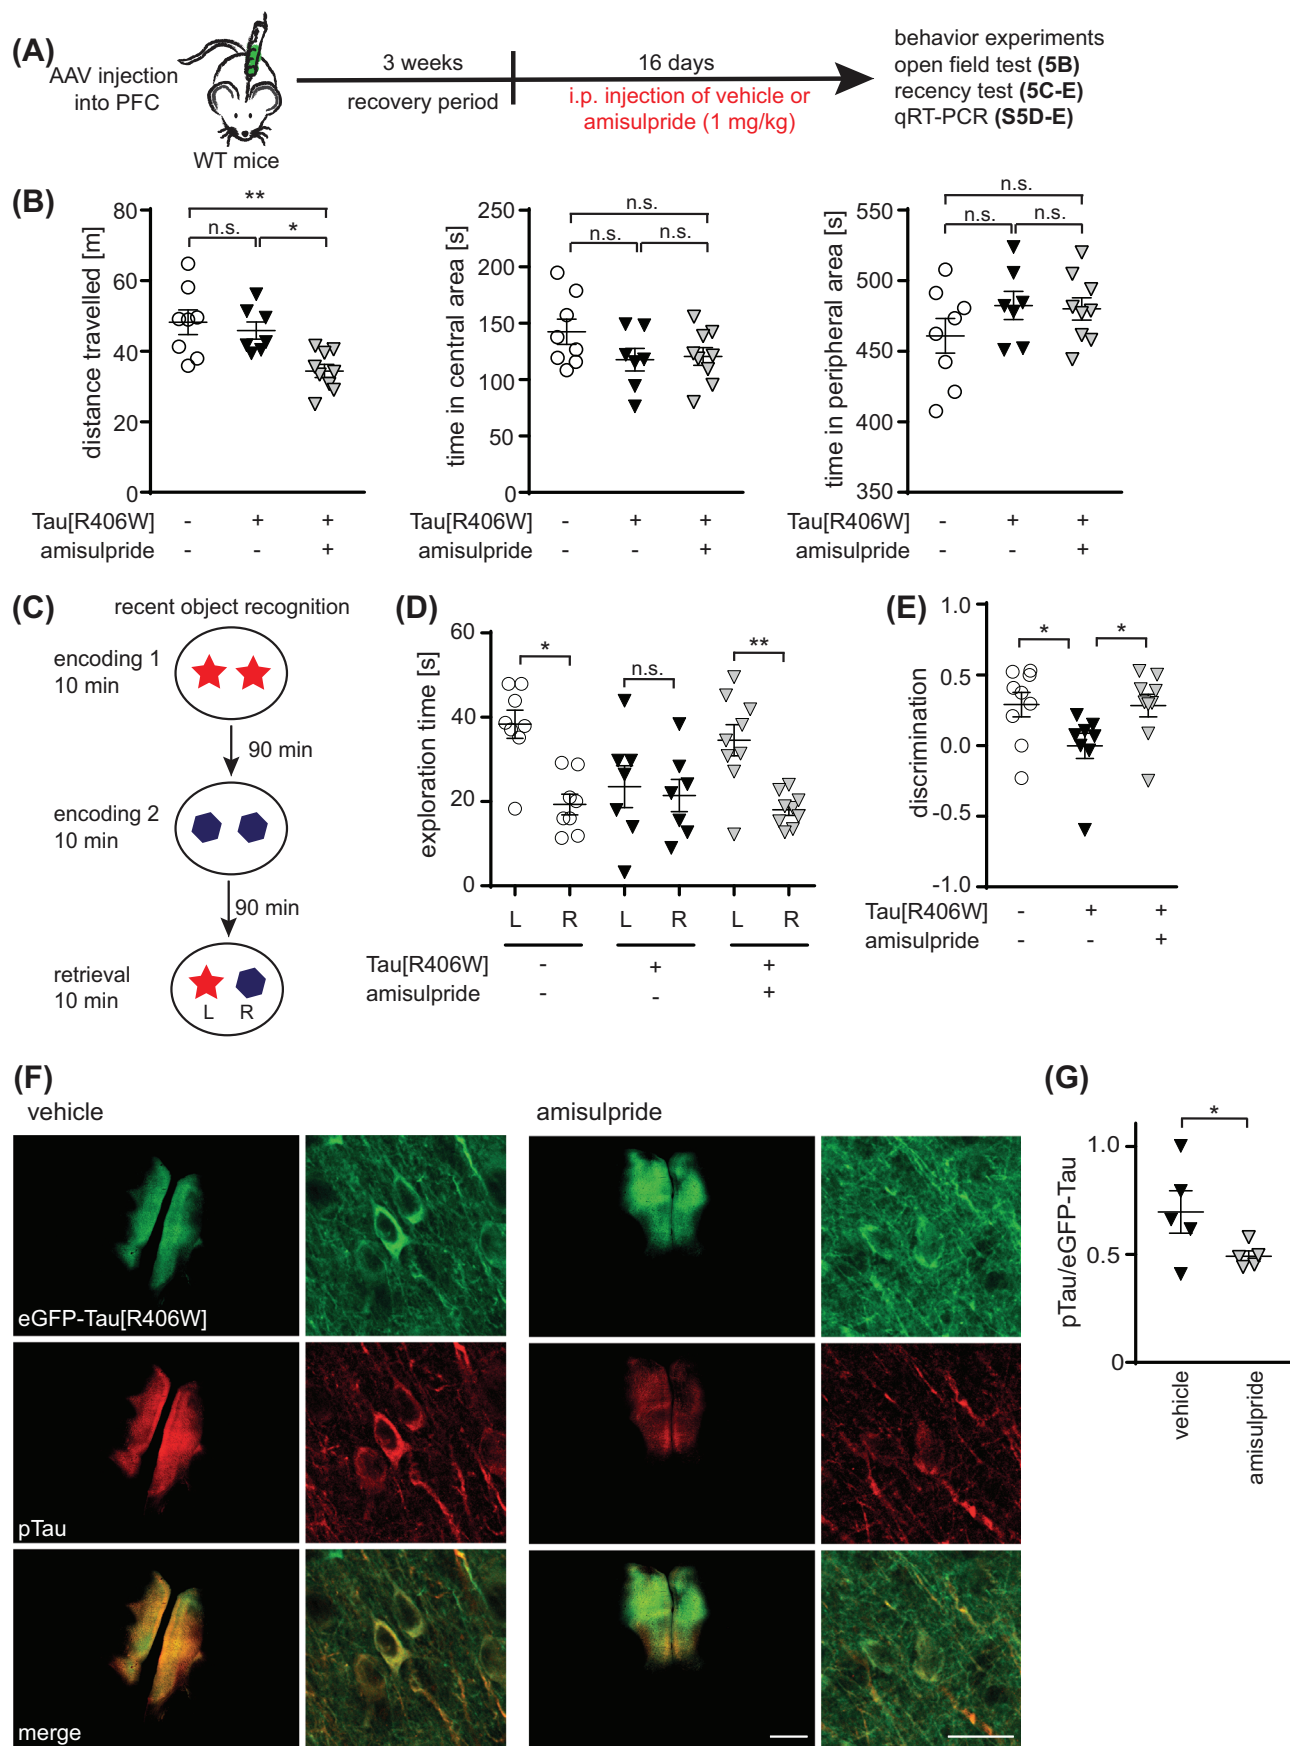 (A)
AAV injection
into PFC
WT mice
3 weeks
recovery period
16 days
i.p. injection of vehicle or
amisulpride (1 mg/kg)
behavior experiments
open field test (5B)
recency test (5C-E)
qRT-PCR (S5D-E)
(B)
distance travelled [m]
80
60
40
20
0
**
n.s.
*
Tau[R406W] - + +
amisulpride - - +
time in central area [s]
250
200
150
100
50
0
n.s.
n.s.
n.s.
Tau[R406W] - + +
amisulpride - - +
time in peripheral area [s]
550
500
450
400
350
n.s.
n.s.
n.s.
Tau[R406W] - + +
amisulpride - - +
(C)
recent object recognition
encoding 1
10 min
90 min
encoding 2
10 min
90 min
retrieval
10 min
L R
(D)
exploration time [s]
60
40
20
0
*
n.s.
**
L R L R L R
Tau[R406W] - + +
amisulpride - - +
(E)
discrimination
1.0
0.5
0.0
-0.5
-1.0
*
*
Tau[R406W] - + +
amisulpride - - +
(F)
vehicle
amisulpride
eGFP-Tau[R406W]
pTau
merge
(G)
pTau/eGFP-Tau
1.0
0.5
0
*
vehicle
amisulpride